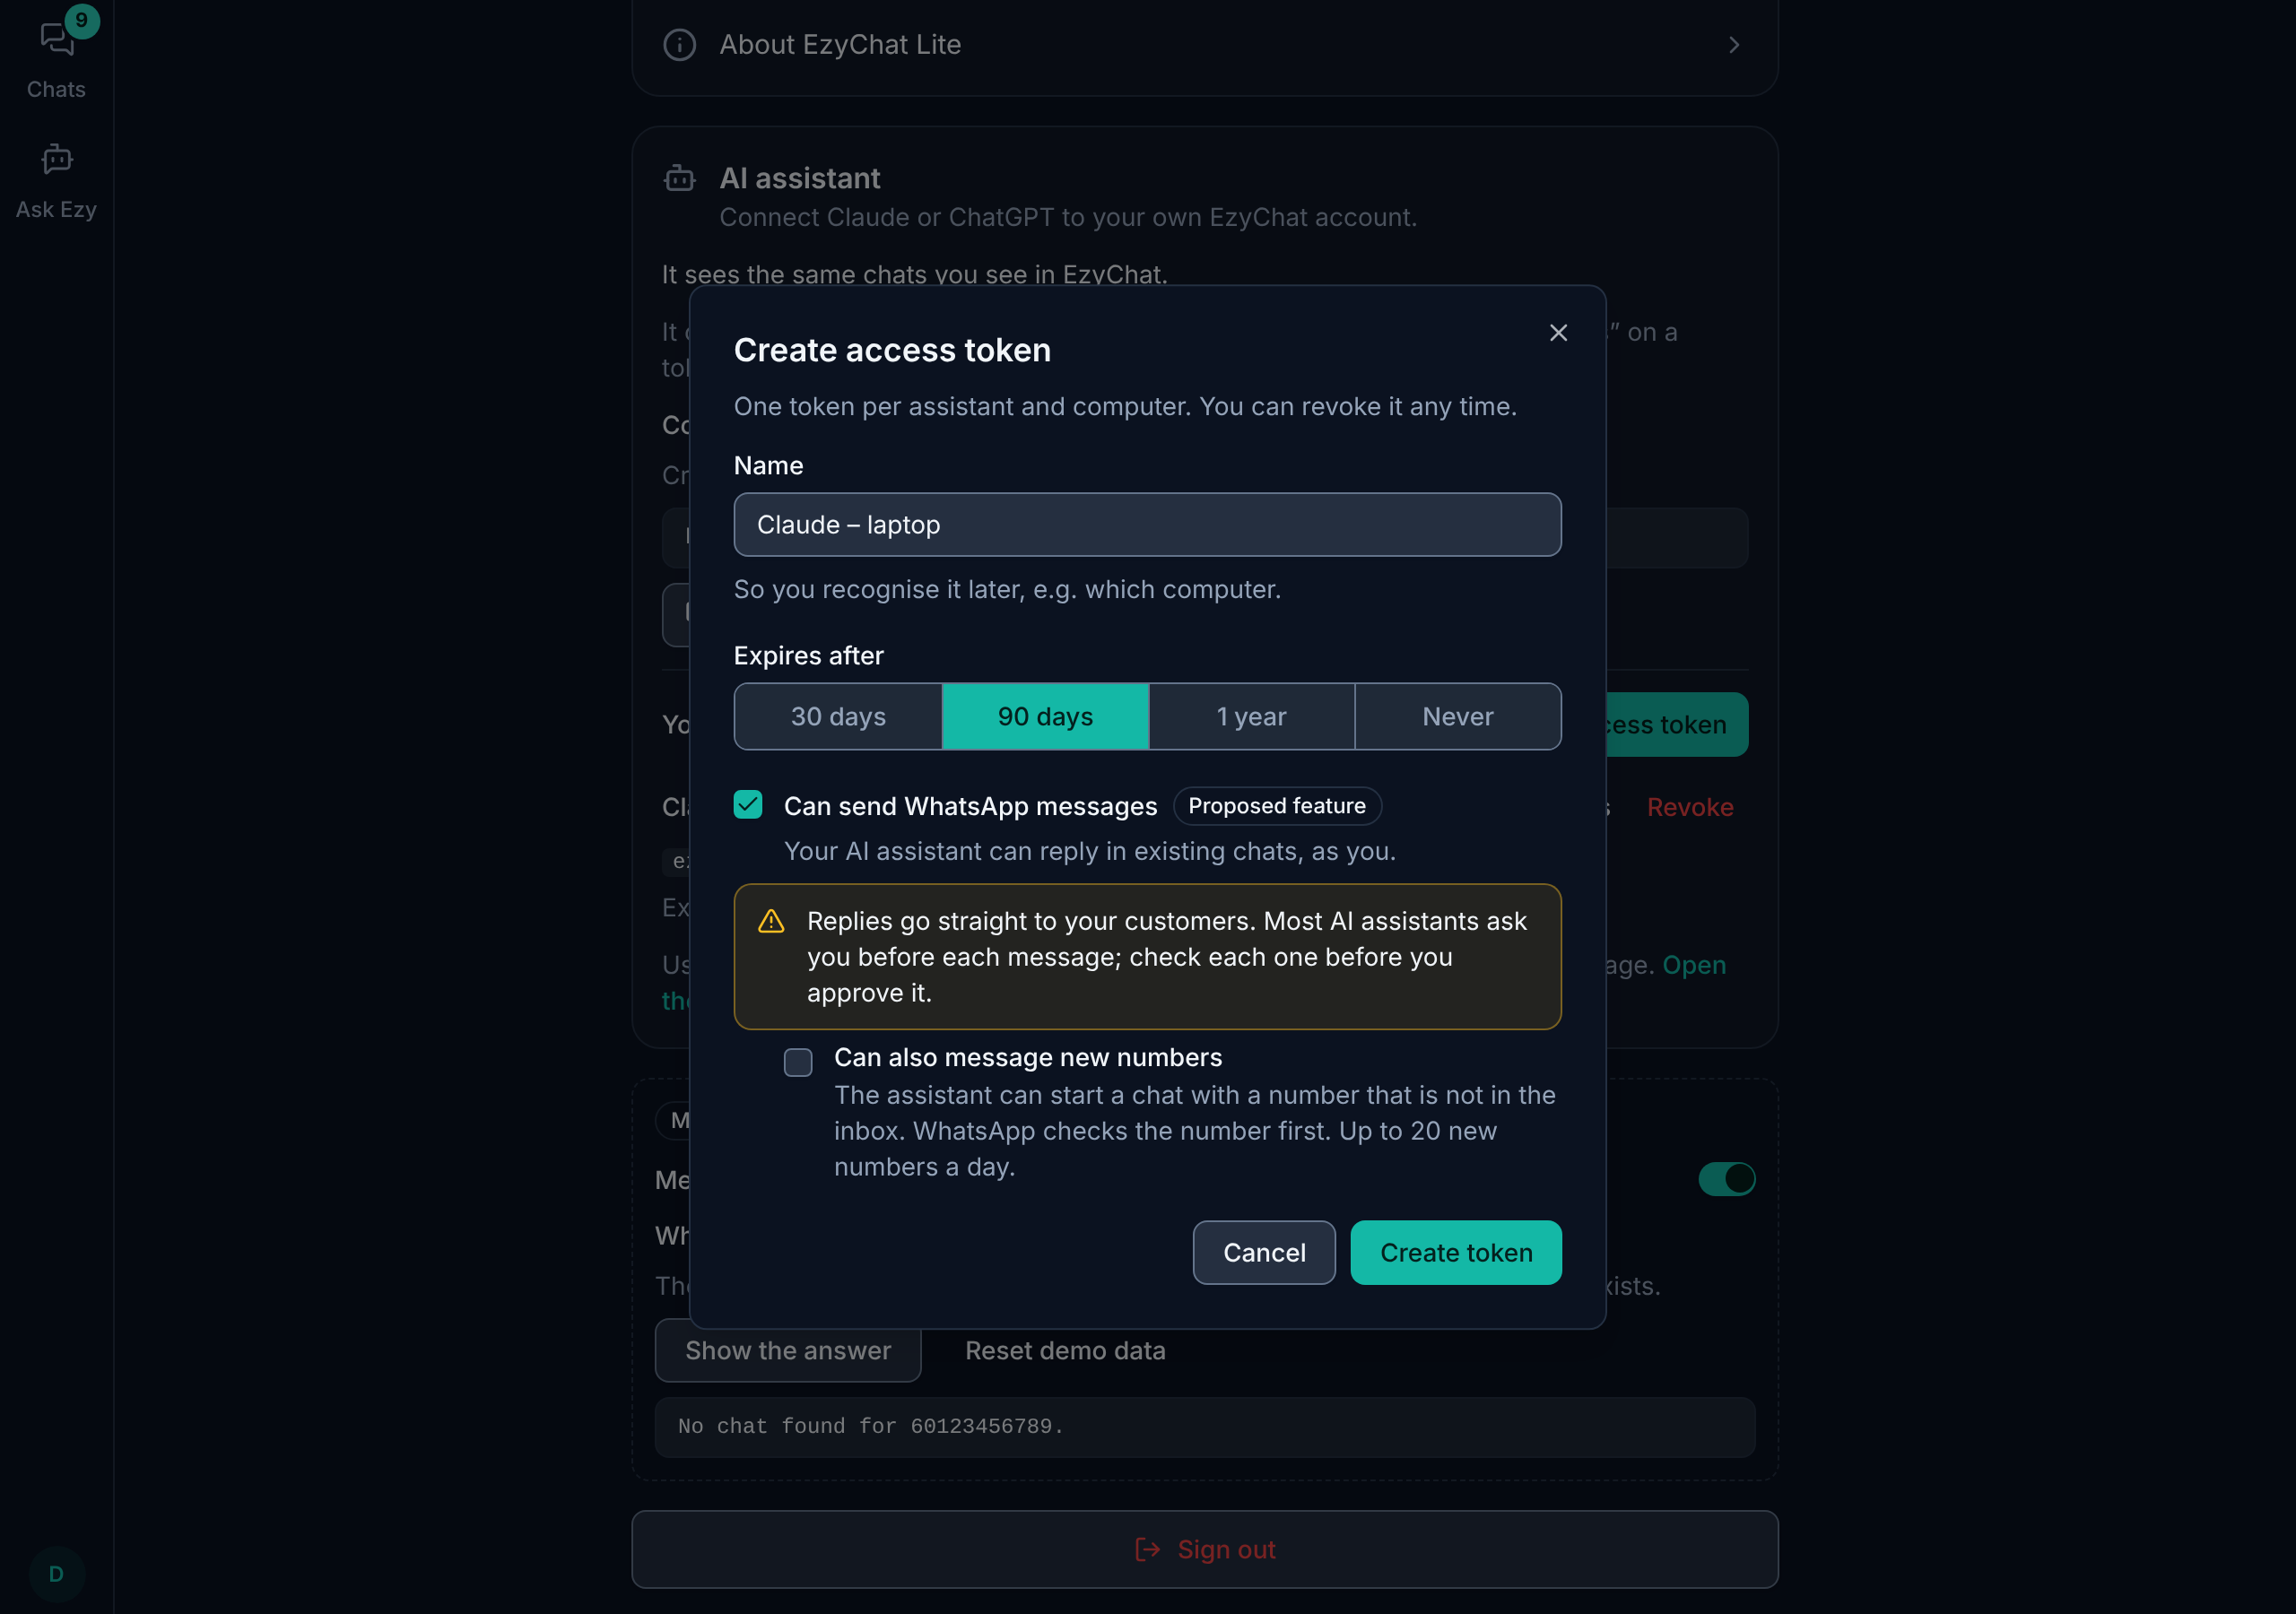 9
Chats
Ask Ezy
About EzyChat Lite
AI assistant
Connect Claude or ChatGPT to your own EzyChat account.
It sees the same chats you see in EzyChat.
It
” on a
Create access token
One token per assistant and computer. You can revoke it any time.
Name
Claude – laptop
So you recognise it later, e.g. which computer.
Expires after
30 days
90 days
1 year
Never
token
Can send WhatsApp messages
Proposed feature
Revoke
Your AI assistant can reply in existing chats, as you.
Replies go straight to your customers. Most AI assistants ask
you before each message; check each one before you
approve it.
Open
Can also message new numbers
The assistant can start a chat with a number that is not in the
inbox. WhatsApp checks the number first. Up to 20 new
numbers a day.
Cancel
Create token
Show the answer
Reset demo data
No chat found for 60123456789.
Sign out
D